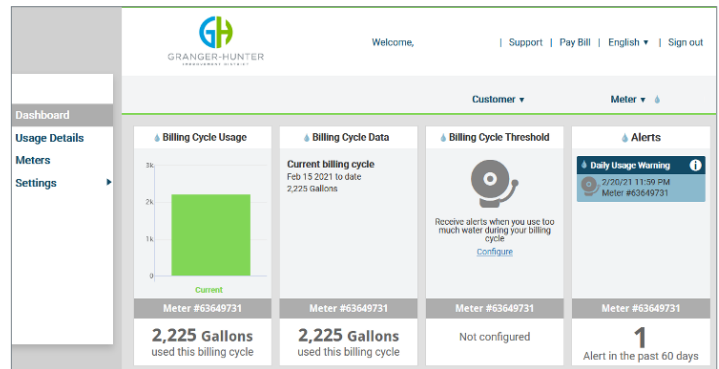 GRANGER-HUNTER
IMPROVEMENT DISTRICT
Welcome,
| Support | Pay Bill | English ▾ | Sign out
Customer ▾
Meter ▾
Dashboard
Usage Details
Meters
Settings
Billing Cycle Usage
3k
2k
1k
0
Current
Meter #63649731
2,225 Gallons
used this billing cycle
Billing Cycle Data
Current billing cycle
Feb 15 2021 to date
2,225 Gallons
Meter #63649731
2,225 Gallons
used this billing cycle
Billing Cycle Threshold
Receive alerts when you use too
much water during your billing
cycle
Configure
Meter #63649731
Not configured
Alerts
Daily Usage Warning
2/20/21 11:59 PM
Meter #63649731
Meter #63649731
1
Alert in the past 60 days